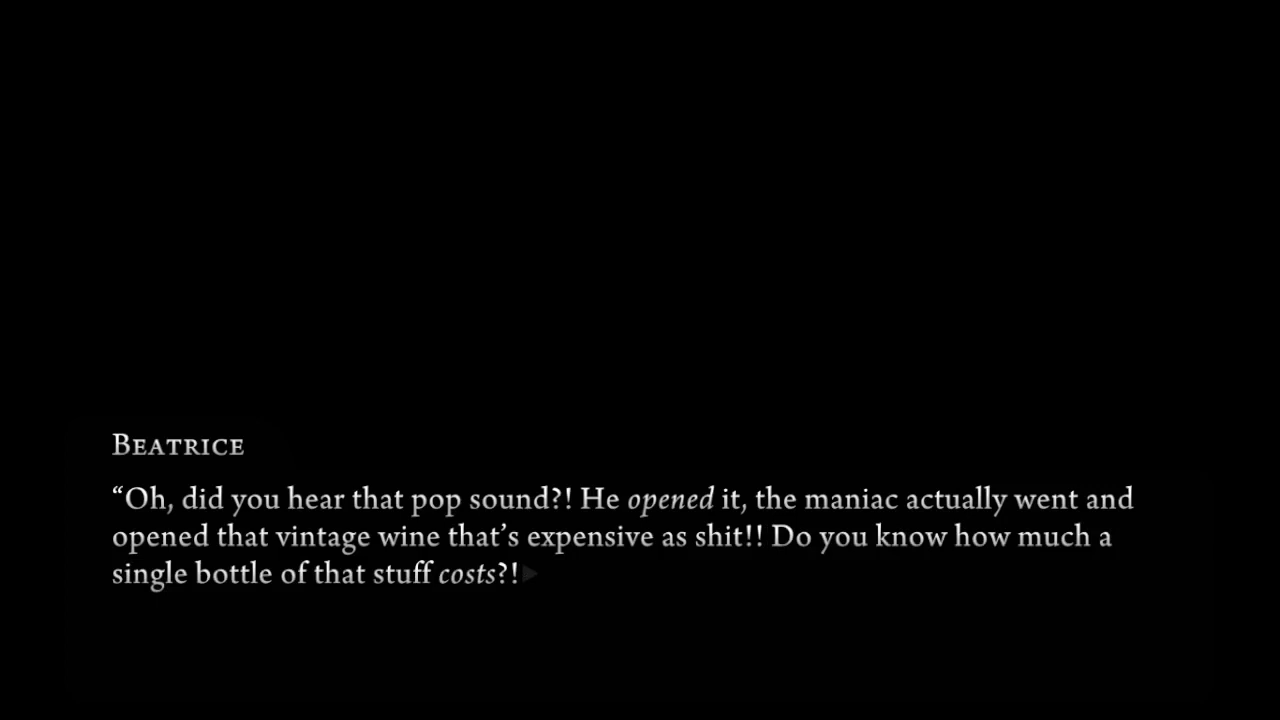 Beatrice
“Oh, did you hear that pop sound?! He opened it, the maniac actually went and
opened that vintage wine that’s expensive as shit!! Do you know how much a
single bottle of that stuff costs?!